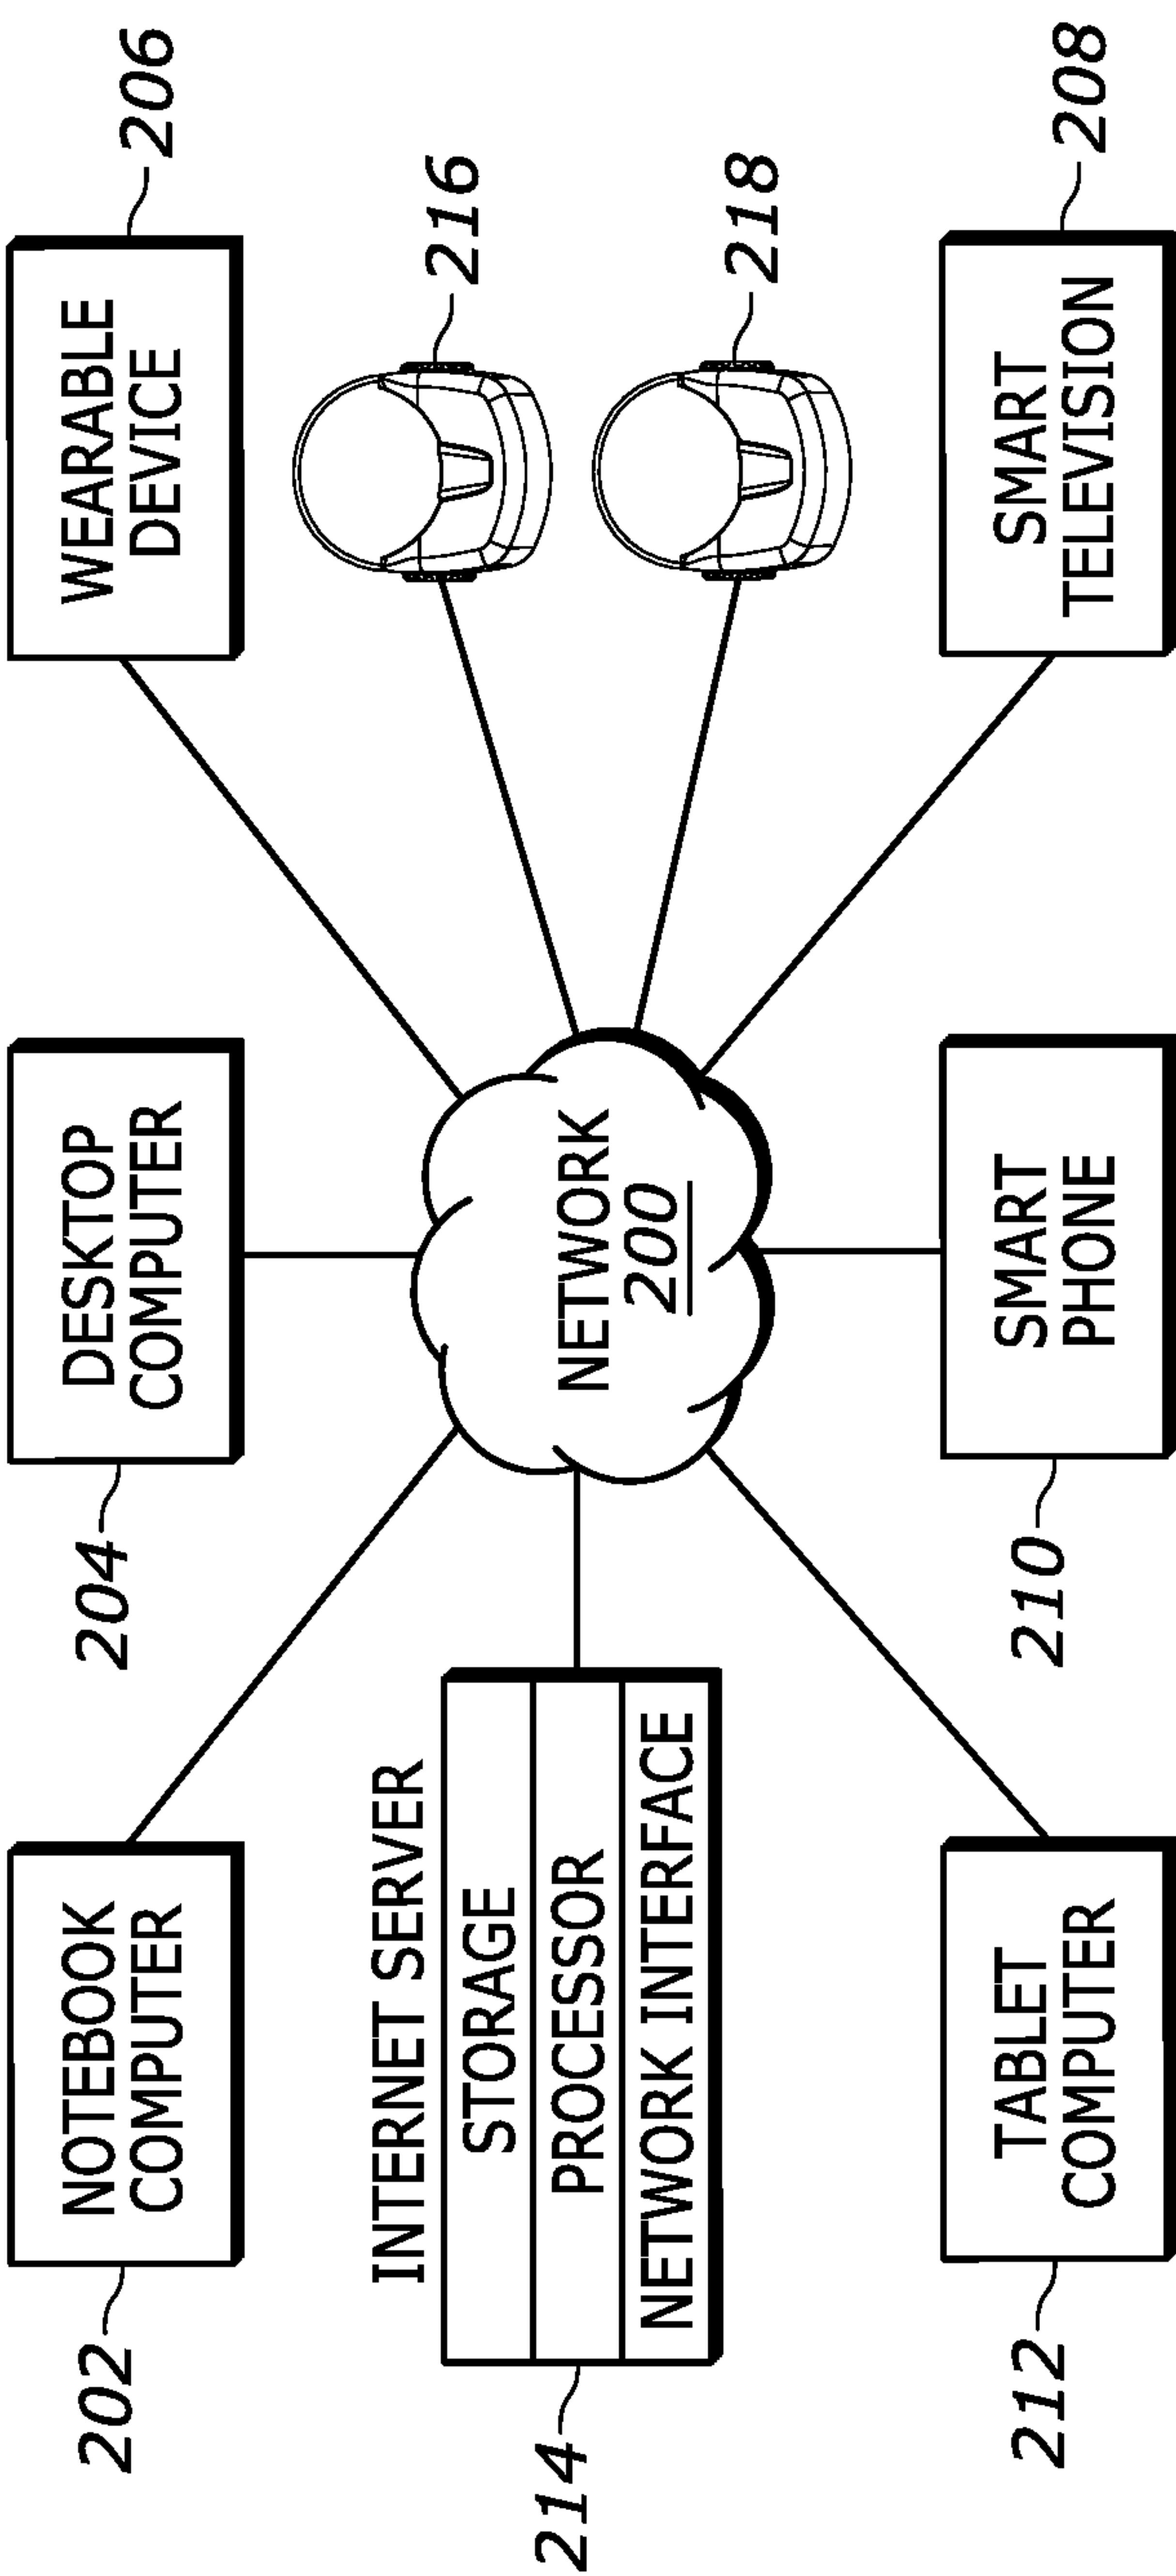 NOTEBOOK
COMPUTER
202
DESKTOP
COMPUTER
204
WEARABLE
DEVICE
206
INTERNET SERVER
STORAGE
PROCESSOR
NETWORK INTERFACE
214
NETWORK
200
216
218
TABLET
COMPUTER
212
SMART
PHONE
210
SMART
TELEVISION
208